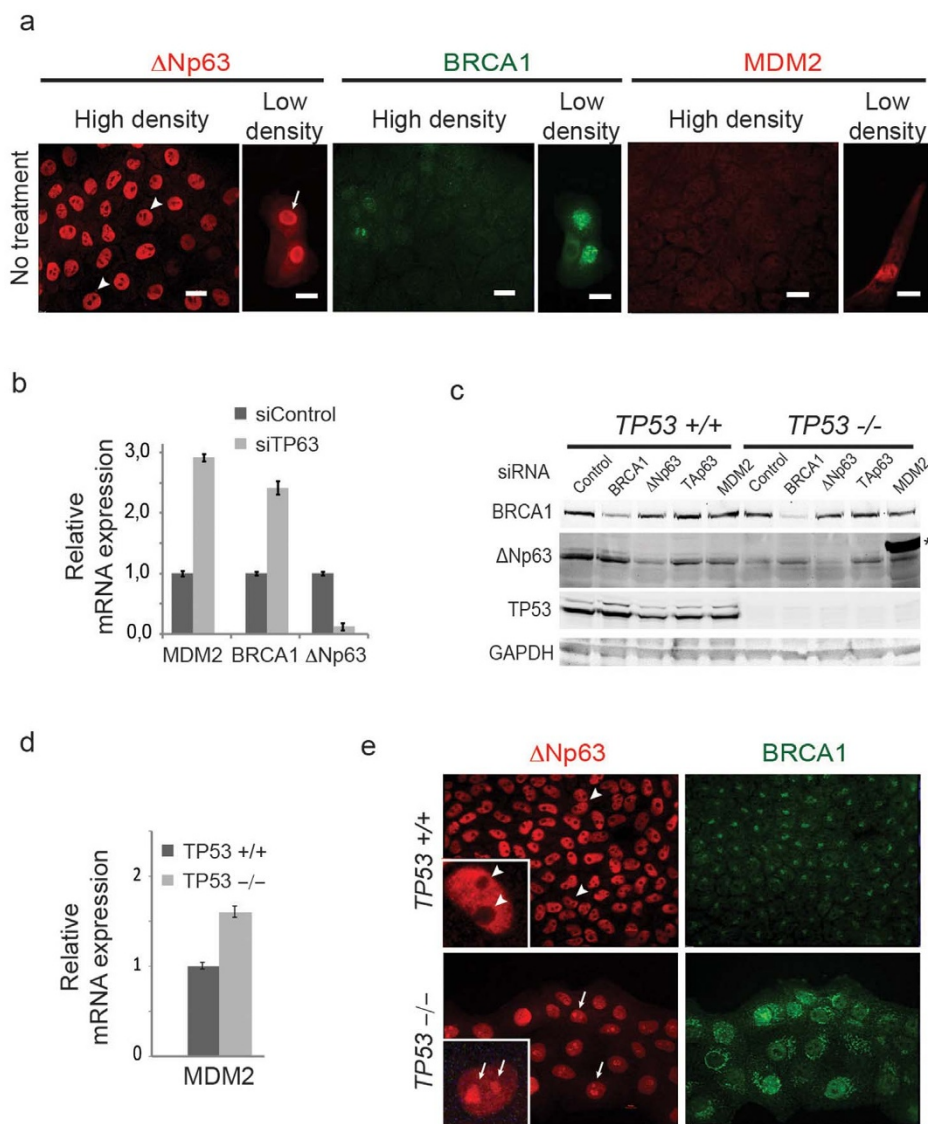 a
ΔNp63
BRCA1
MDM2
High density
Low density
High density
Low density
High density
Low density
No treatment
b
siControl
siTP63
3,0
2,0
1,0
0,0
Relative mRNA expression
MDM2 BRCA1 ΔNp63
c
TP53 +/+
TP53 -/-
siRNA
Control BRCA1 ΔNp63 TAp63 MDM2 Control BRCA1 ΔNp63 TAp63 MDM2
BRCA1
ΔNp63
*
TP53
GAPDH
d
TP53 +/+
TP53 –/–
2
1
0
Relative mRNA expression
MDM2
e
ΔNp63
BRCA1
TP53 +/+
TP53 –/–